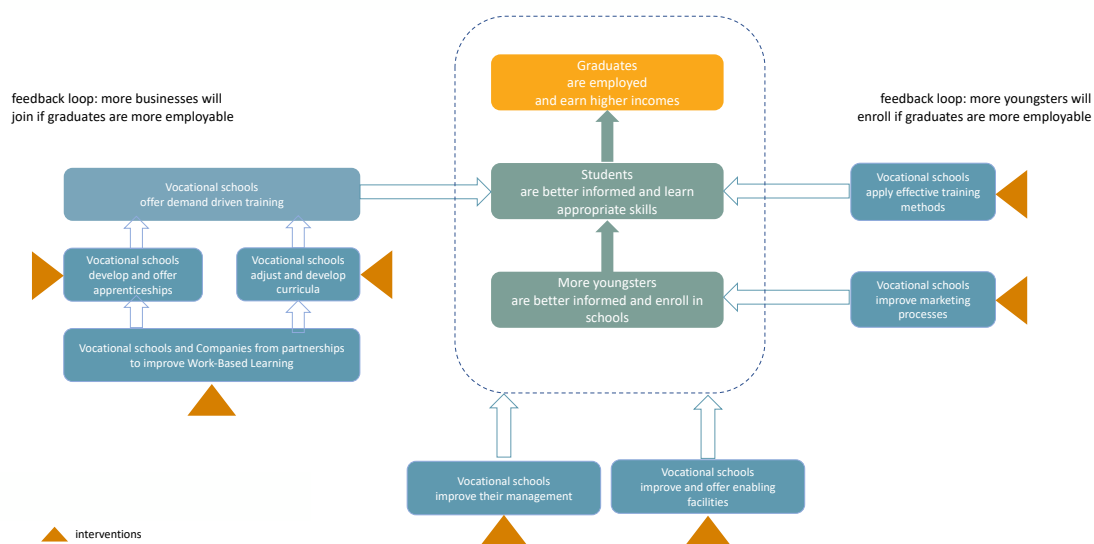 Graduates
are employed
and earn higher incomes
feedback loop: more businesses will
join if graduates are more employable
feedback loop: more youngsters will
enroll if graduates are more employable
Vocational schools
offer demand driven training
Students
are better informed and learn
appropriate skills
Vocational schools
apply effective training
methods
Vocational schools
develop and offer
apprenticeships
Vocational schools
adjust and develop
curricula
More youngsters
are better informed and enroll in
schools
Vocational schools
improve marketing
processes
Vocational schools and Companies from partnerships
to improve Work-Based Learning
Vocational schools
improve their management
Vocational schools
improve and offer enabling
facilities
interventions